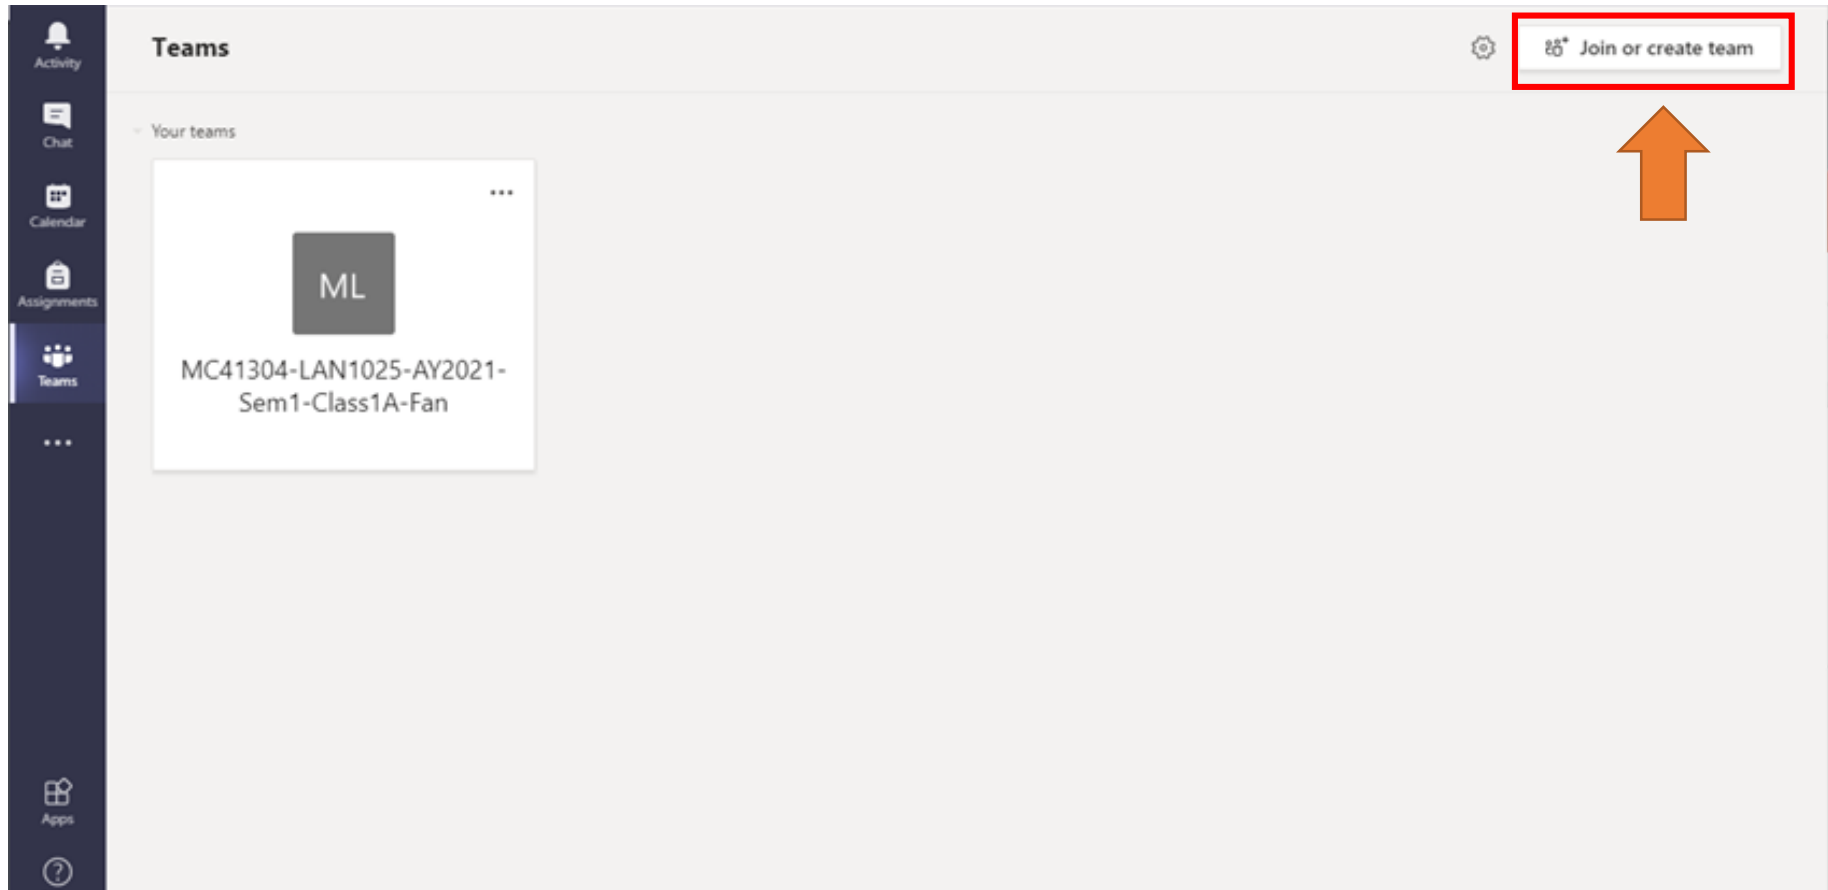 Activity
Chat
Calendar
Assignments
Teams
Apps
Teams
Join or create team
Your teams
ML
MC41304-LAN1025-AY2021-
Sem1-Class1A-Fan